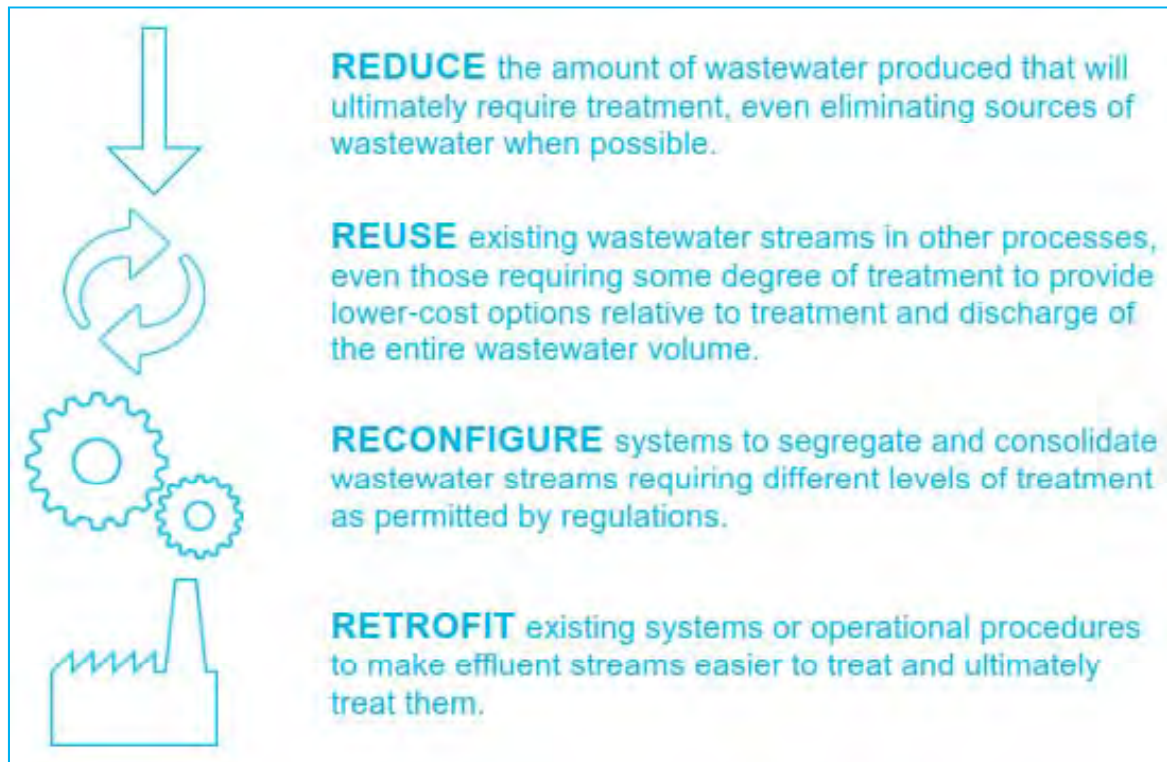 REDUCE the amount of wastewater produced that will
ultimately require treatment, even eliminating sources of
wastewater when possible.
REUSE existing wastewater streams in other processes,
even those requiring some degree of treatment to provide
lower-cost options relative to treatment and discharge of
the entire wastewater volume.
RECONFIGURE systems to segregate and consolidate
wastewater streams requiring different levels of treatment
as permitted by regulations.
RETROFIT existing systems or operational procedures
to make effluent streams easier to treat and ultimately
treat them.